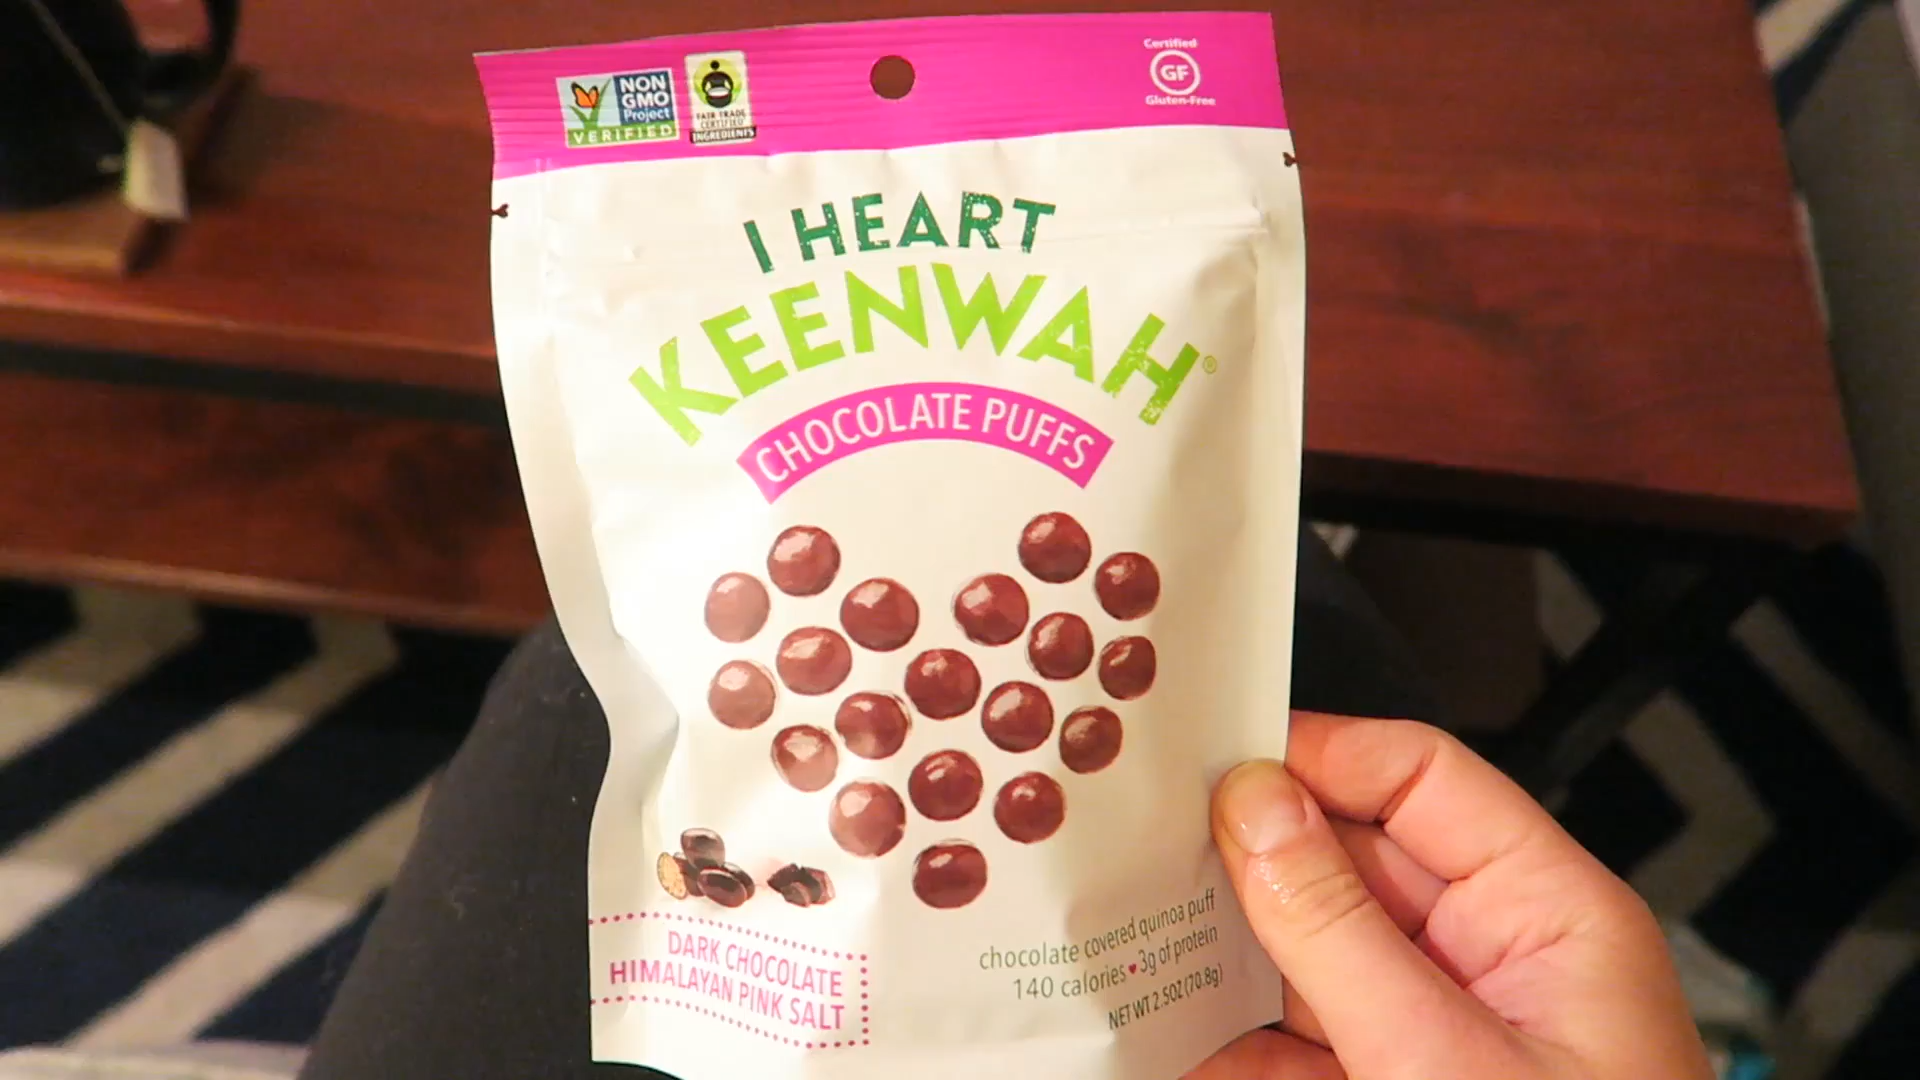 NON
GMO
Project
VERIFIED
FAIR TRADE
CERTIFIED
INGREDIENTS
Certified
GF
Gluten-Free
I HEART
KEENWAH®
CHOCOLATE PUFFS
DARK CHOCOLATE
HIMALAYAN PINK SALT
chocolate covered quinoa puff
140 calories ♥ 3g of protein
NET WT 2.5OZ (70.8g)